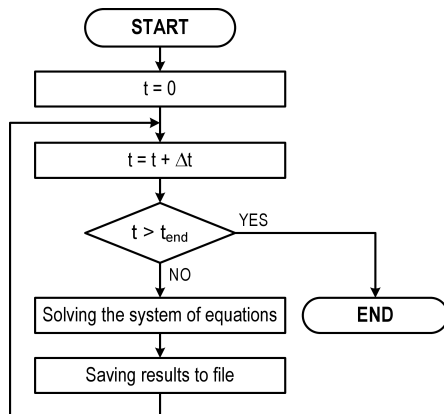 START
t = 0
t = t + Δt
t > t_end
YES
NO
Solving the system of equations
END
Saving results to file